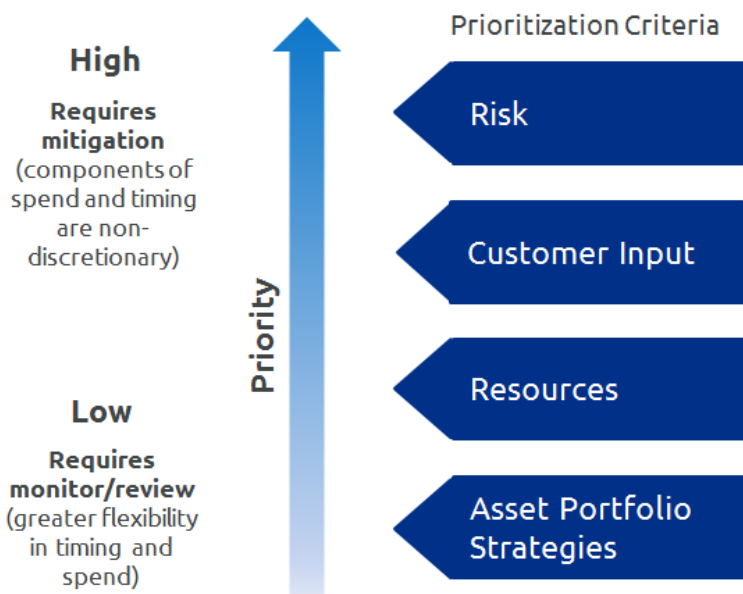 Prioritization Criteria
High
Requires
mitigation
(components of
spend and timing
are non-
discretionary)
Low
Requires
monitor/review
(greater flexibility
in timing and
spend)
Priority
Risk
Customer Input
Resources
Asset Portfolio
Strategies